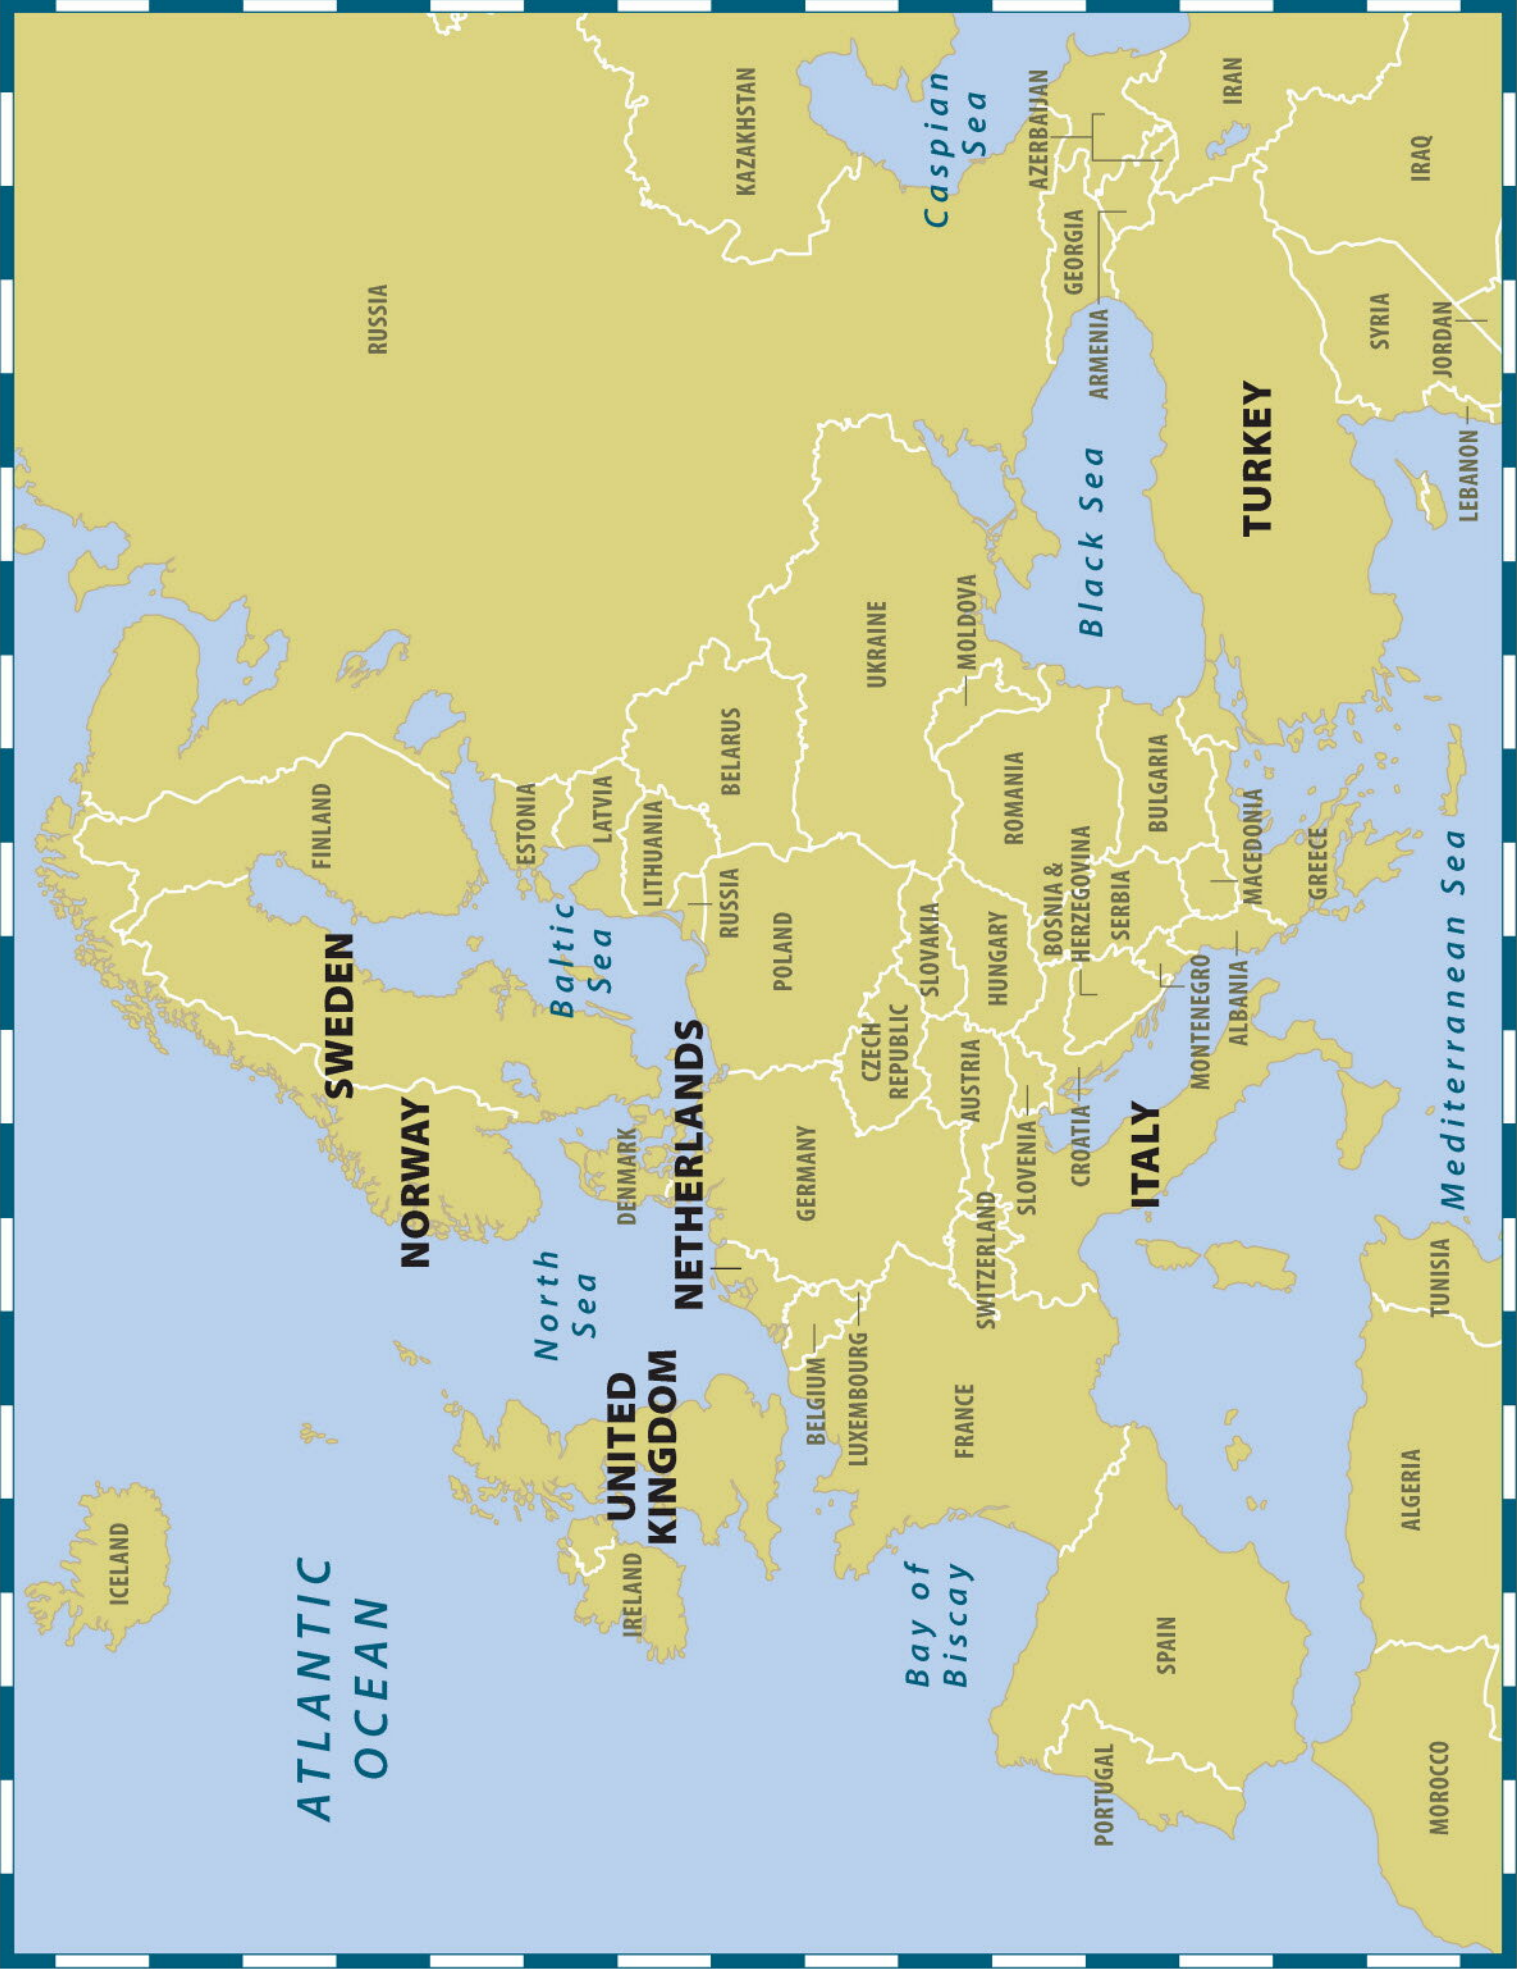 ICELAND
ATLANTIC
OCEAN
NORWAY
SWEDEN
FINLAND
RUSSIA
ESTONIA
LATVIA
LITHUANIA
RUSSIA
Baltic
Sea
North
Sea
DENMARK
UNITED
KINGDOM
IRELAND
NETHERLANDS
BELGIUM
LUXEMBOURG
GERMANY
POLAND
BELARUS
KAZAKHSTAN
UKRAINE
MOLDOVA
CZECH
REPUBLIC
SLOVAKIA
AUSTRIA
HUNGARY
ROMANIA
FRANCE
SWITZERLAND
SLOVENIA
CROATIA
BOSNIA &
HERZEGOVINA
SERBIA
BULGARIA
MONTENEGRO
ALBANIA
MACEDONIA
GREECE
ITALY
Bay of
Biscay
PORTUGAL
SPAIN
Black Sea
Caspian
Sea
GEORGIA
ARMENIA
AZERBAIJAN
TURKEY
IRAN
IRAQ
SYRIA
JORDAN
LEBANON
Mediterranean Sea
MOROCCO
ALGERIA
TUNISIA